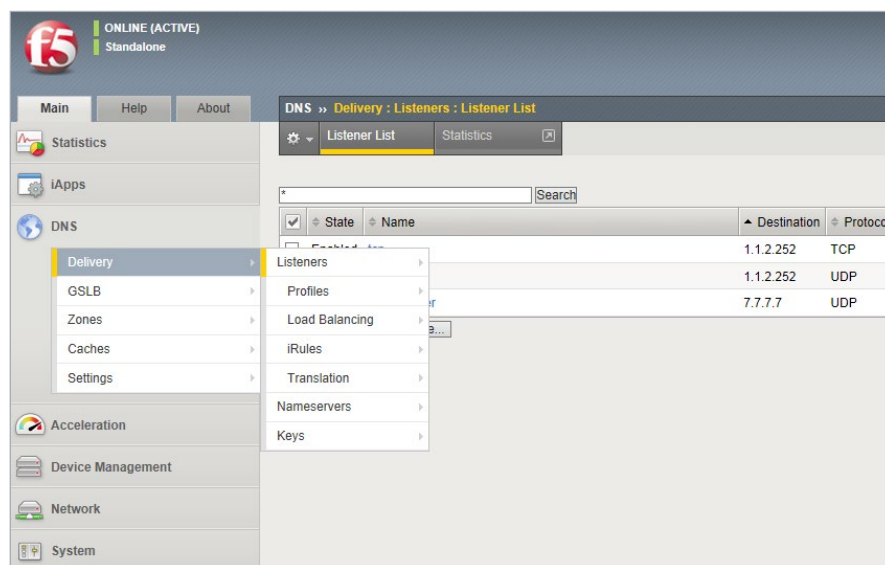 f5
ONLINE (ACTIVE)
Standalone
Main Help About
DNS ›› Delivery : Listeners : Listener List
Listener List Statistics
Statistics
iApps
DNS
Delivery
GSLB
Zones
Caches
Settings
Acceleration
Device Management
Network
System
Listeners
Profiles
Load Balancing
iRules
Translation
Nameservers
Keys
* Search
State Name Destination Protoco
1.1.2.252 TCP
1.1.2.252 UDP
7.7.7.7 UDP